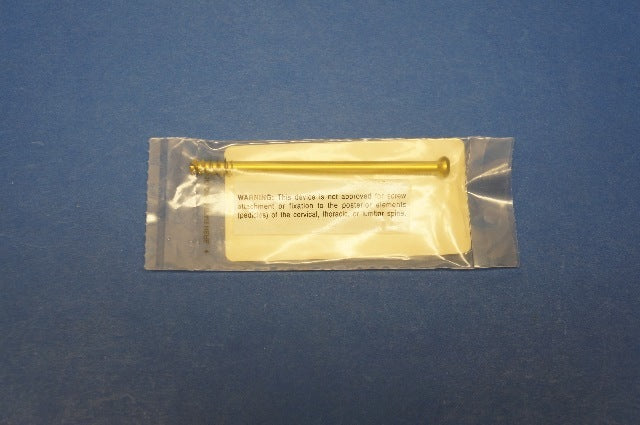 WARNING: This device is not approved for screw
attachment or fixation to the posterior elements
(pedicles) of the cervical, thoracic, or lumbar spine.